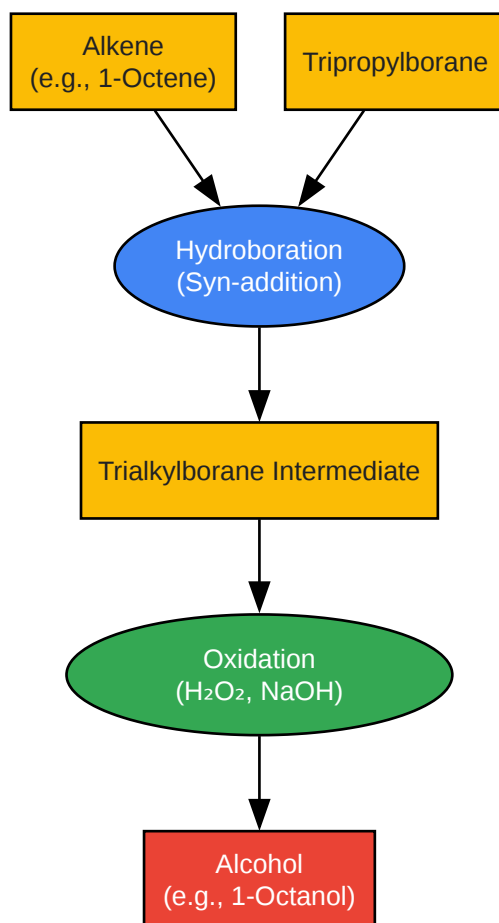 Alkene
(e.g., 1-Octene)
Tripropylborane
Hydroboration
(Syn-addition)
Trialkylborane Intermediate
Oxidation
(H₂O₂, NaOH)
Alcohol
(e.g., 1-Octanol)